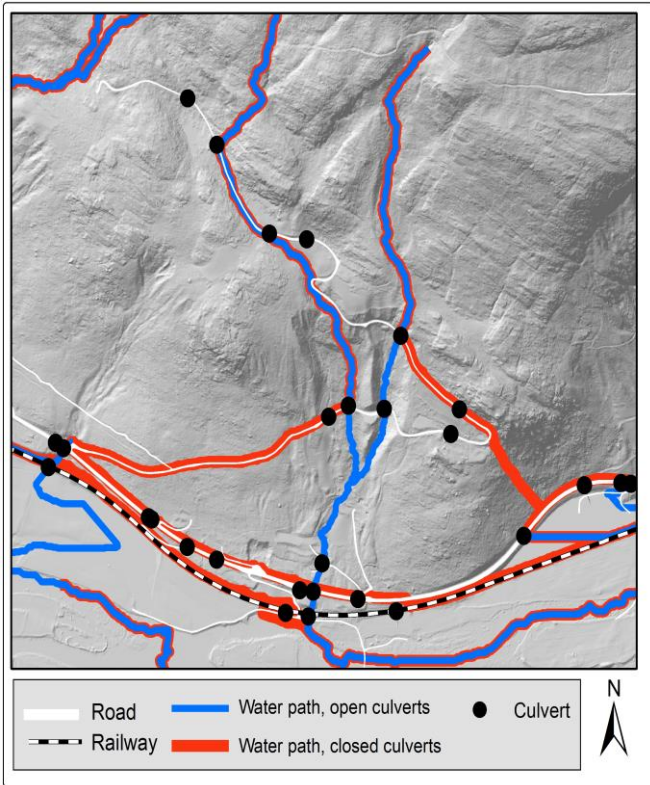 Road
Water path, open culverts
Culvert
N
Railway
Water path, closed culverts